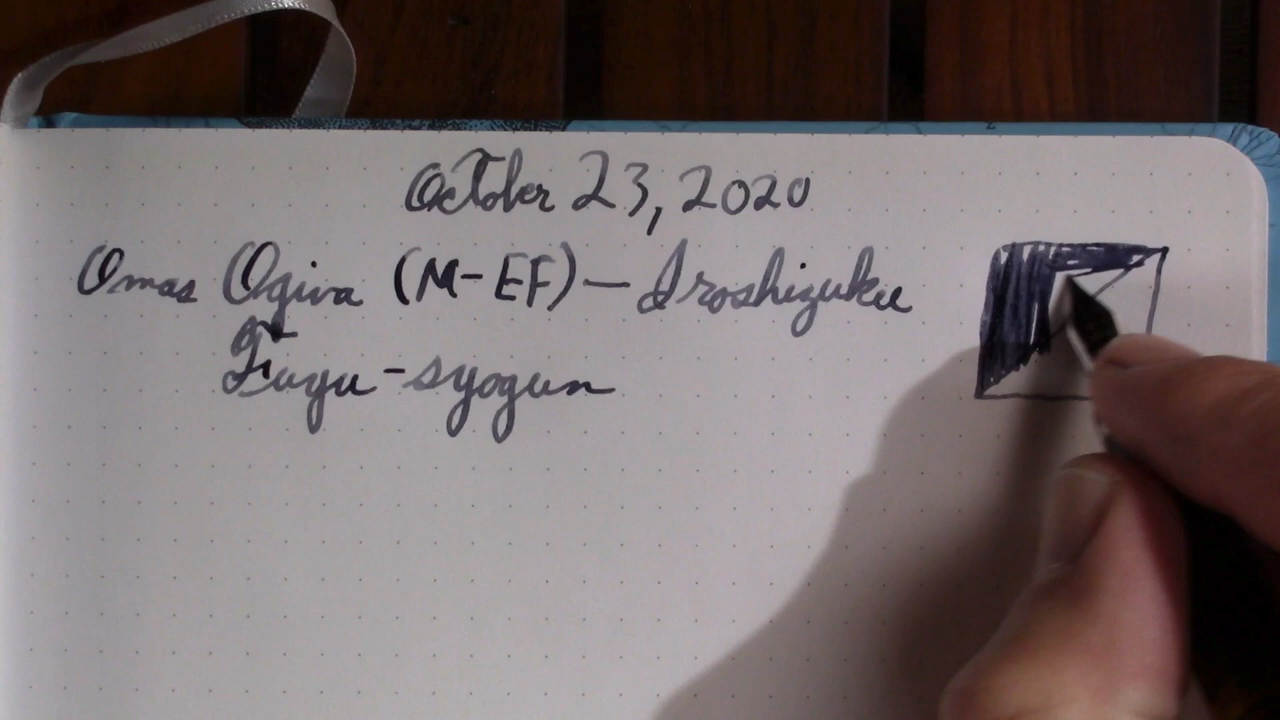 October 23, 2020
Omas Ogiva (M-EF) – Iroshizuku
Fuyu-syogun